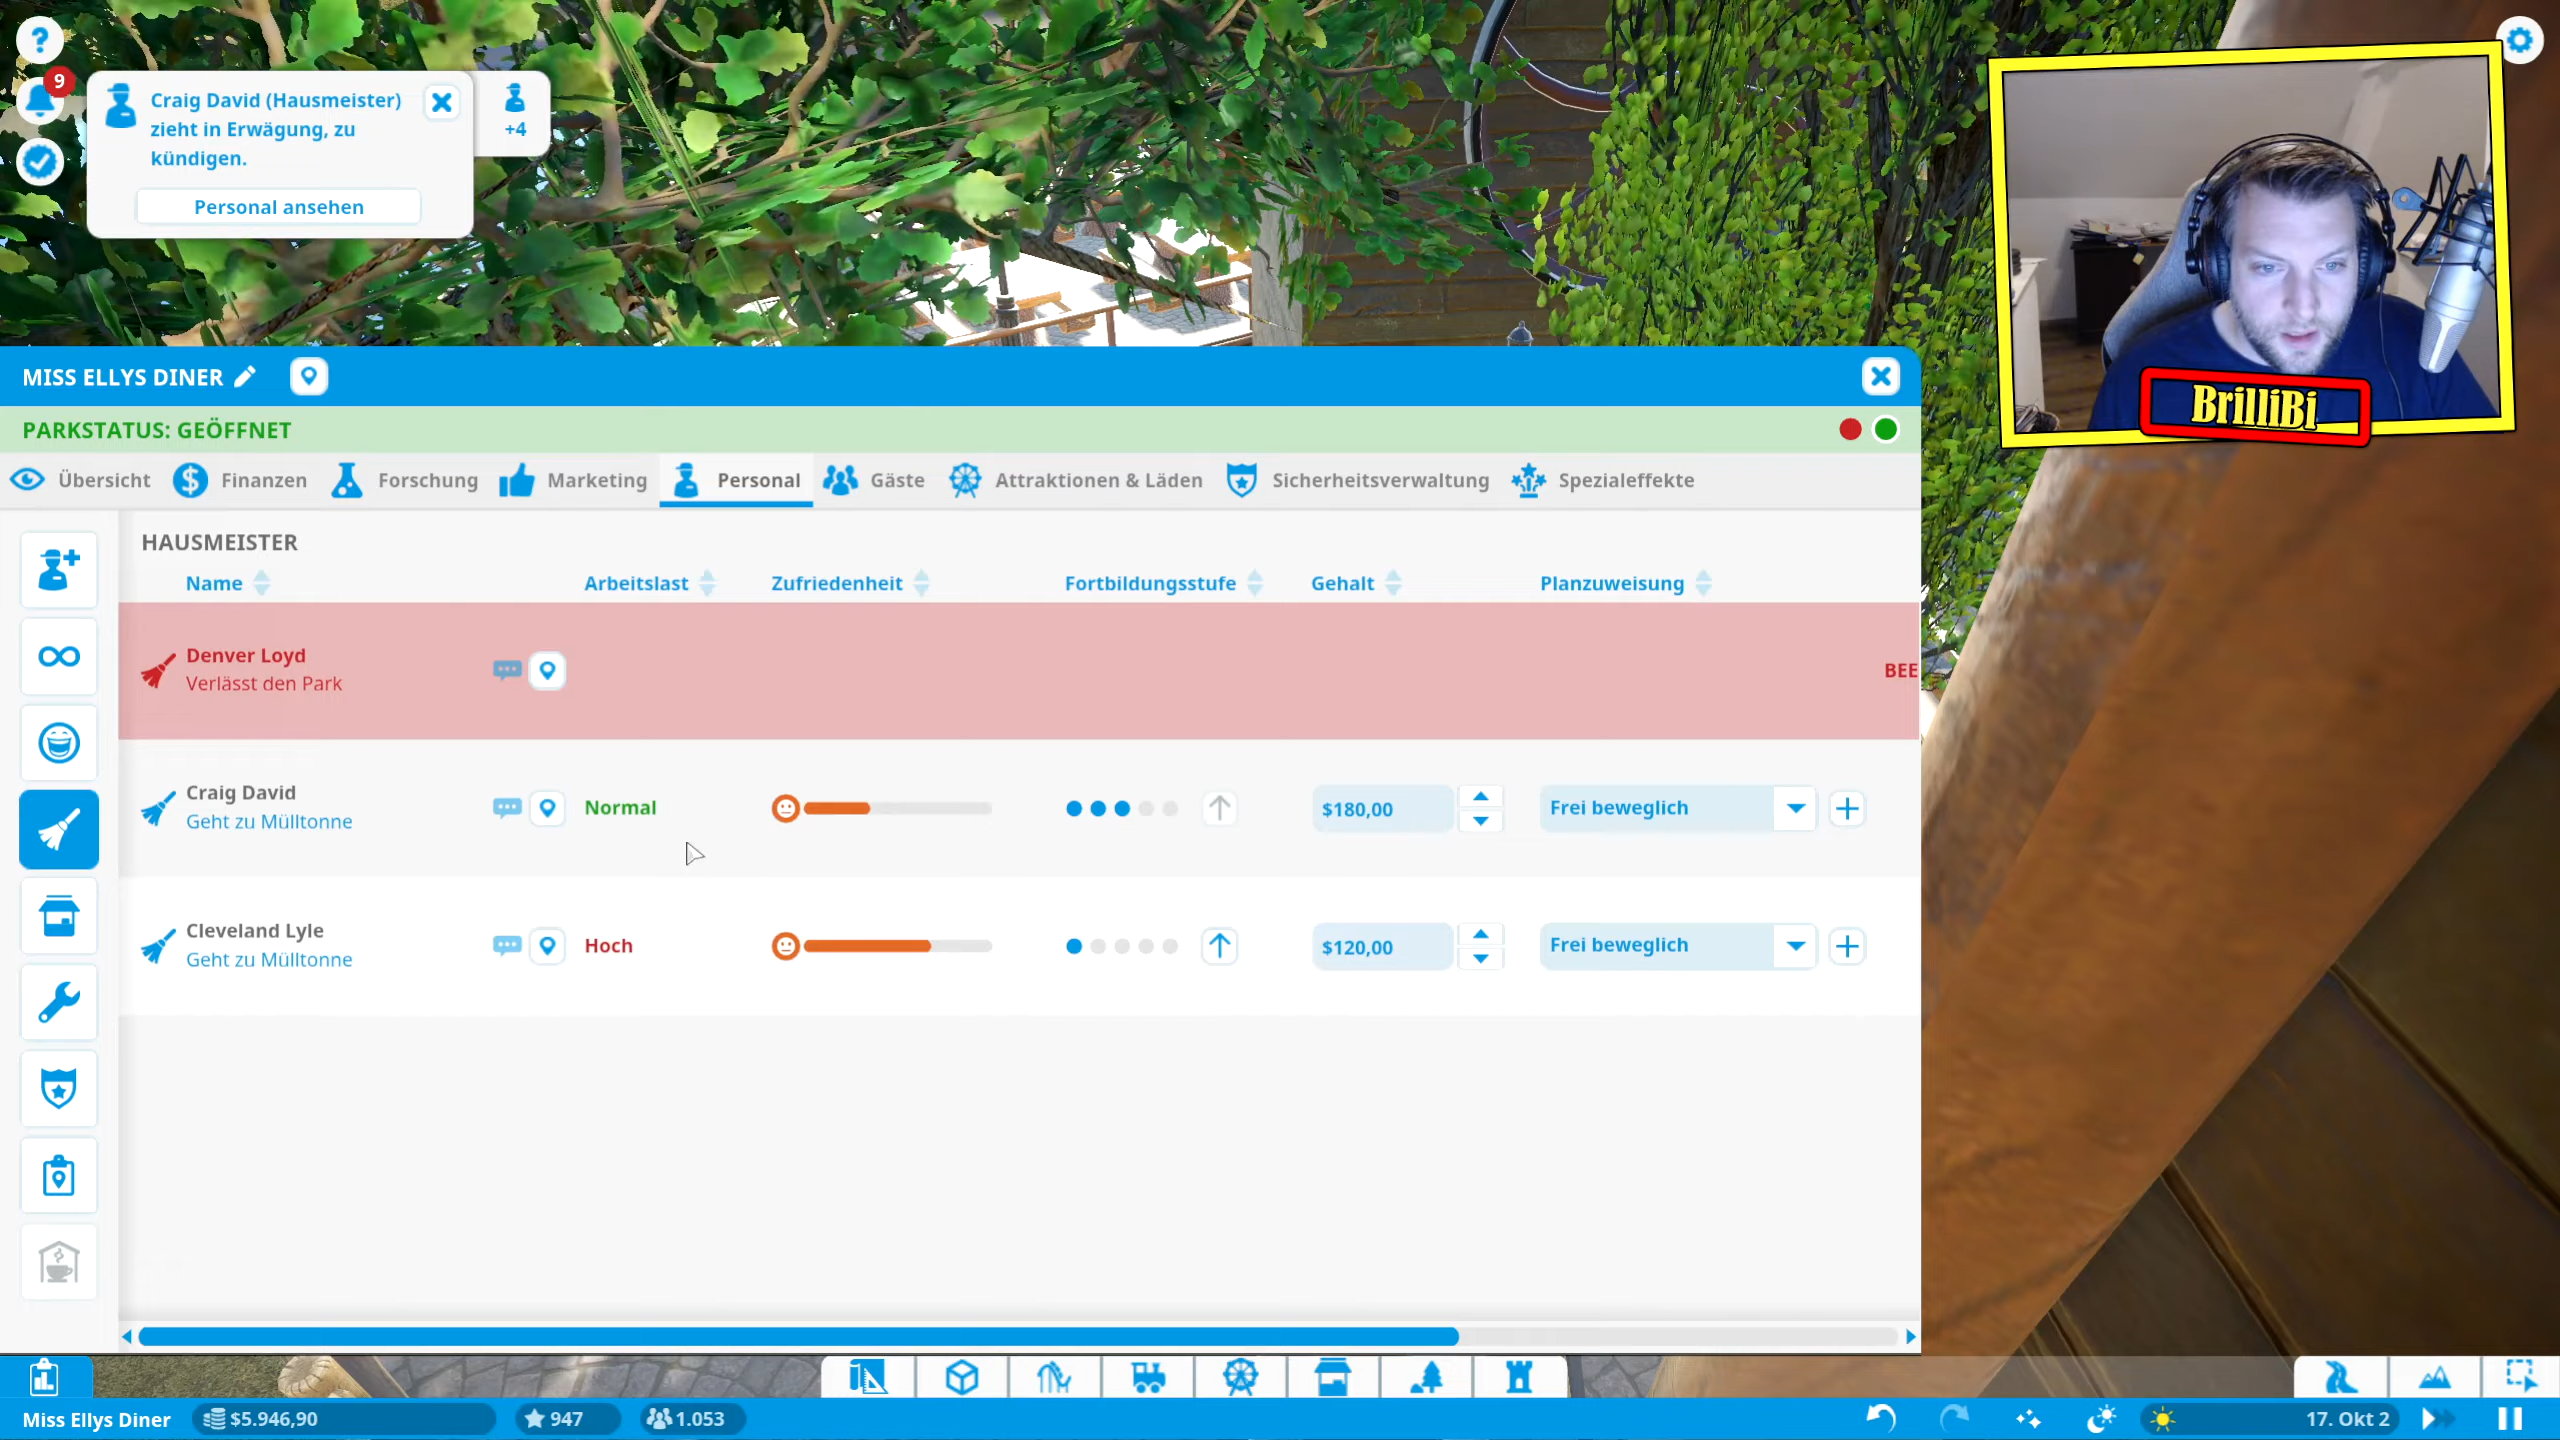 ?
9
Craig David (Hausmeister)
zieht in Erwägung, zu
kündigen.
Personal ansehen
+4
BrilliBi
MISS ELLYS DINER
PARKSTATUS: GEÖFFNET
Übersicht
Finanzen
Forschung
Marketing
Personal
Gäste
Attraktionen & Läden
Sicherheitsverwaltung
Spezialeffekte
HAUSMEISTER
Name
Arbeitslast
Zufriedenheit
Fortbildungsstufe
Gehalt
Planzuweisung
Denver Loyd
Verlässt den Park
BEE
Craig David
Geht zu Mülltonne
Normal
$180,00
Frei beweglich
Cleveland Lyle
Geht zu Mülltonne
Hoch
$120,00
Frei beweglich
Miss Ellys Diner
$5.946,90
947
1.053
17. Okt 2